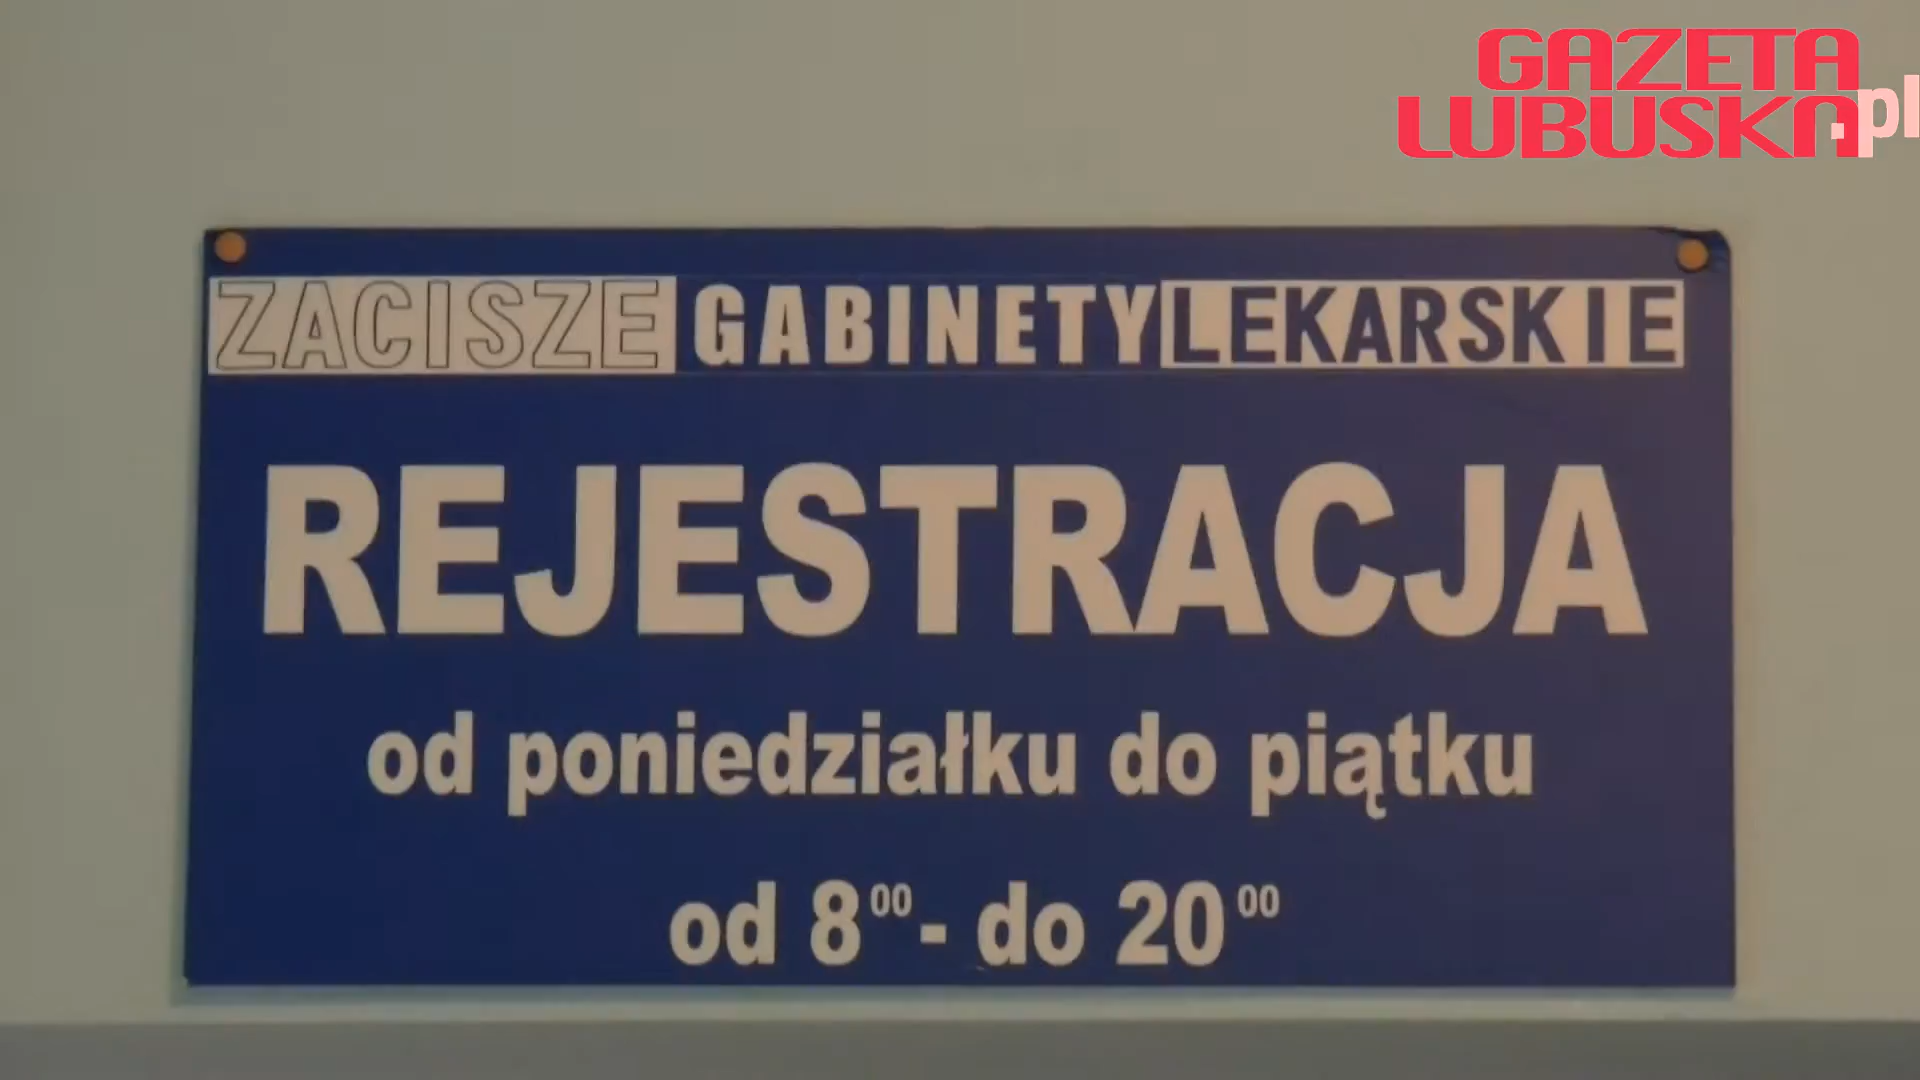 GAZETA
LUBUSKA.pl
ZACISZE GABINETY LEKARSKIE
REJESTRACJA
od poniedziałku do piątku
od 8⁰⁰ - do 20⁰⁰